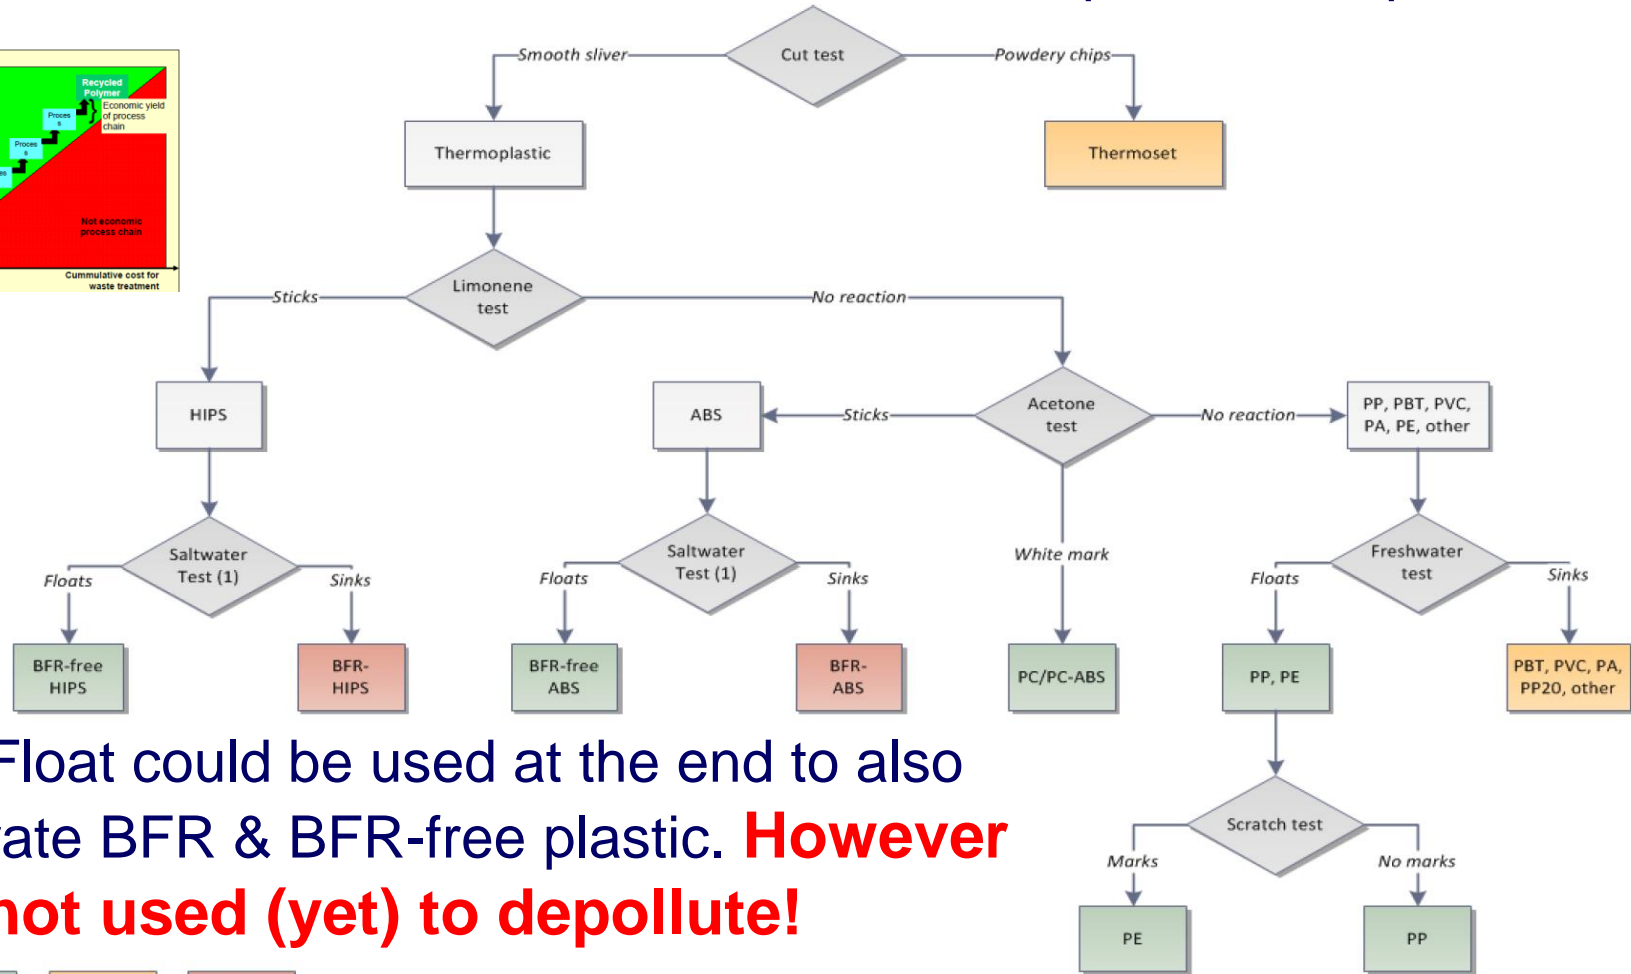 Cut test
Smooth sliver
Powdery chips
Recycled
Polymer
Economic yield
of process
chain
Proces
s
Proces
s
Not economic
process chain
Cummulative cost for
waste treatment
Thermoplastic
Thermoset
Limonene
test
Sticks
No reaction
HIPS
ABS
Sticks
Acetone
test
No reaction
PP, PBT, PVC,
PA, PE, other
White mark
Saltwater
Test (1)
Floats
Sinks
Saltwater
Test (1)
Floats
Sinks
Freshwater
test
Floats
Sinks
BFR-free
HIPS
BFR-
HIPS
BFR-free
ABS
BFR-
ABS
PC/PC-ABS
PP, PE
PBT, PVC, PA,
PP20, other
Float could be used at the end to also
ate BFR & BFR-free plastic. However
not used (yet) to depollute!
Scratch test
Marks
No marks
PE
PP